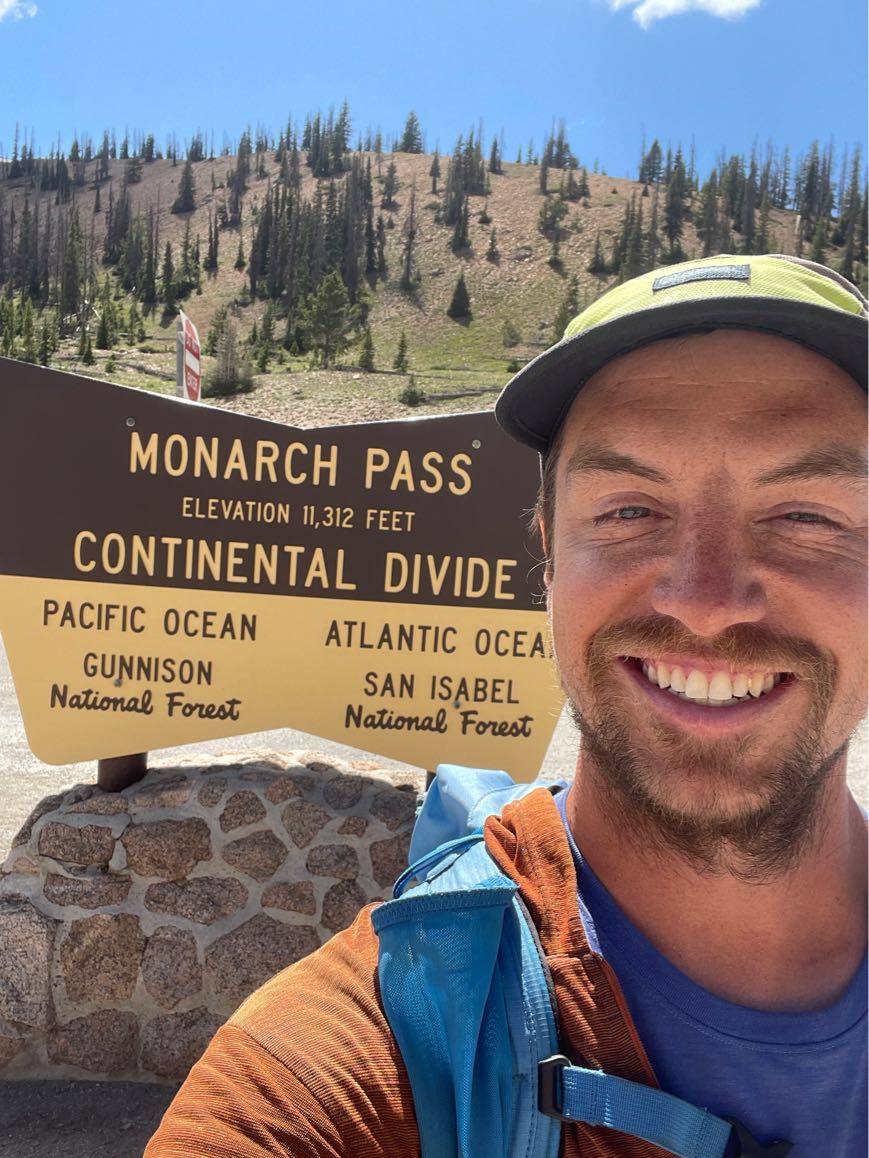 MONARCH PASS
ELEVATION 11,312 FEET
CONTINENTAL DIVIDE
PACIFIC OCEAN
GUNNISON
National Forest
ATLANTIC OCEA
SAN ISABEL
National Forest
ENTER